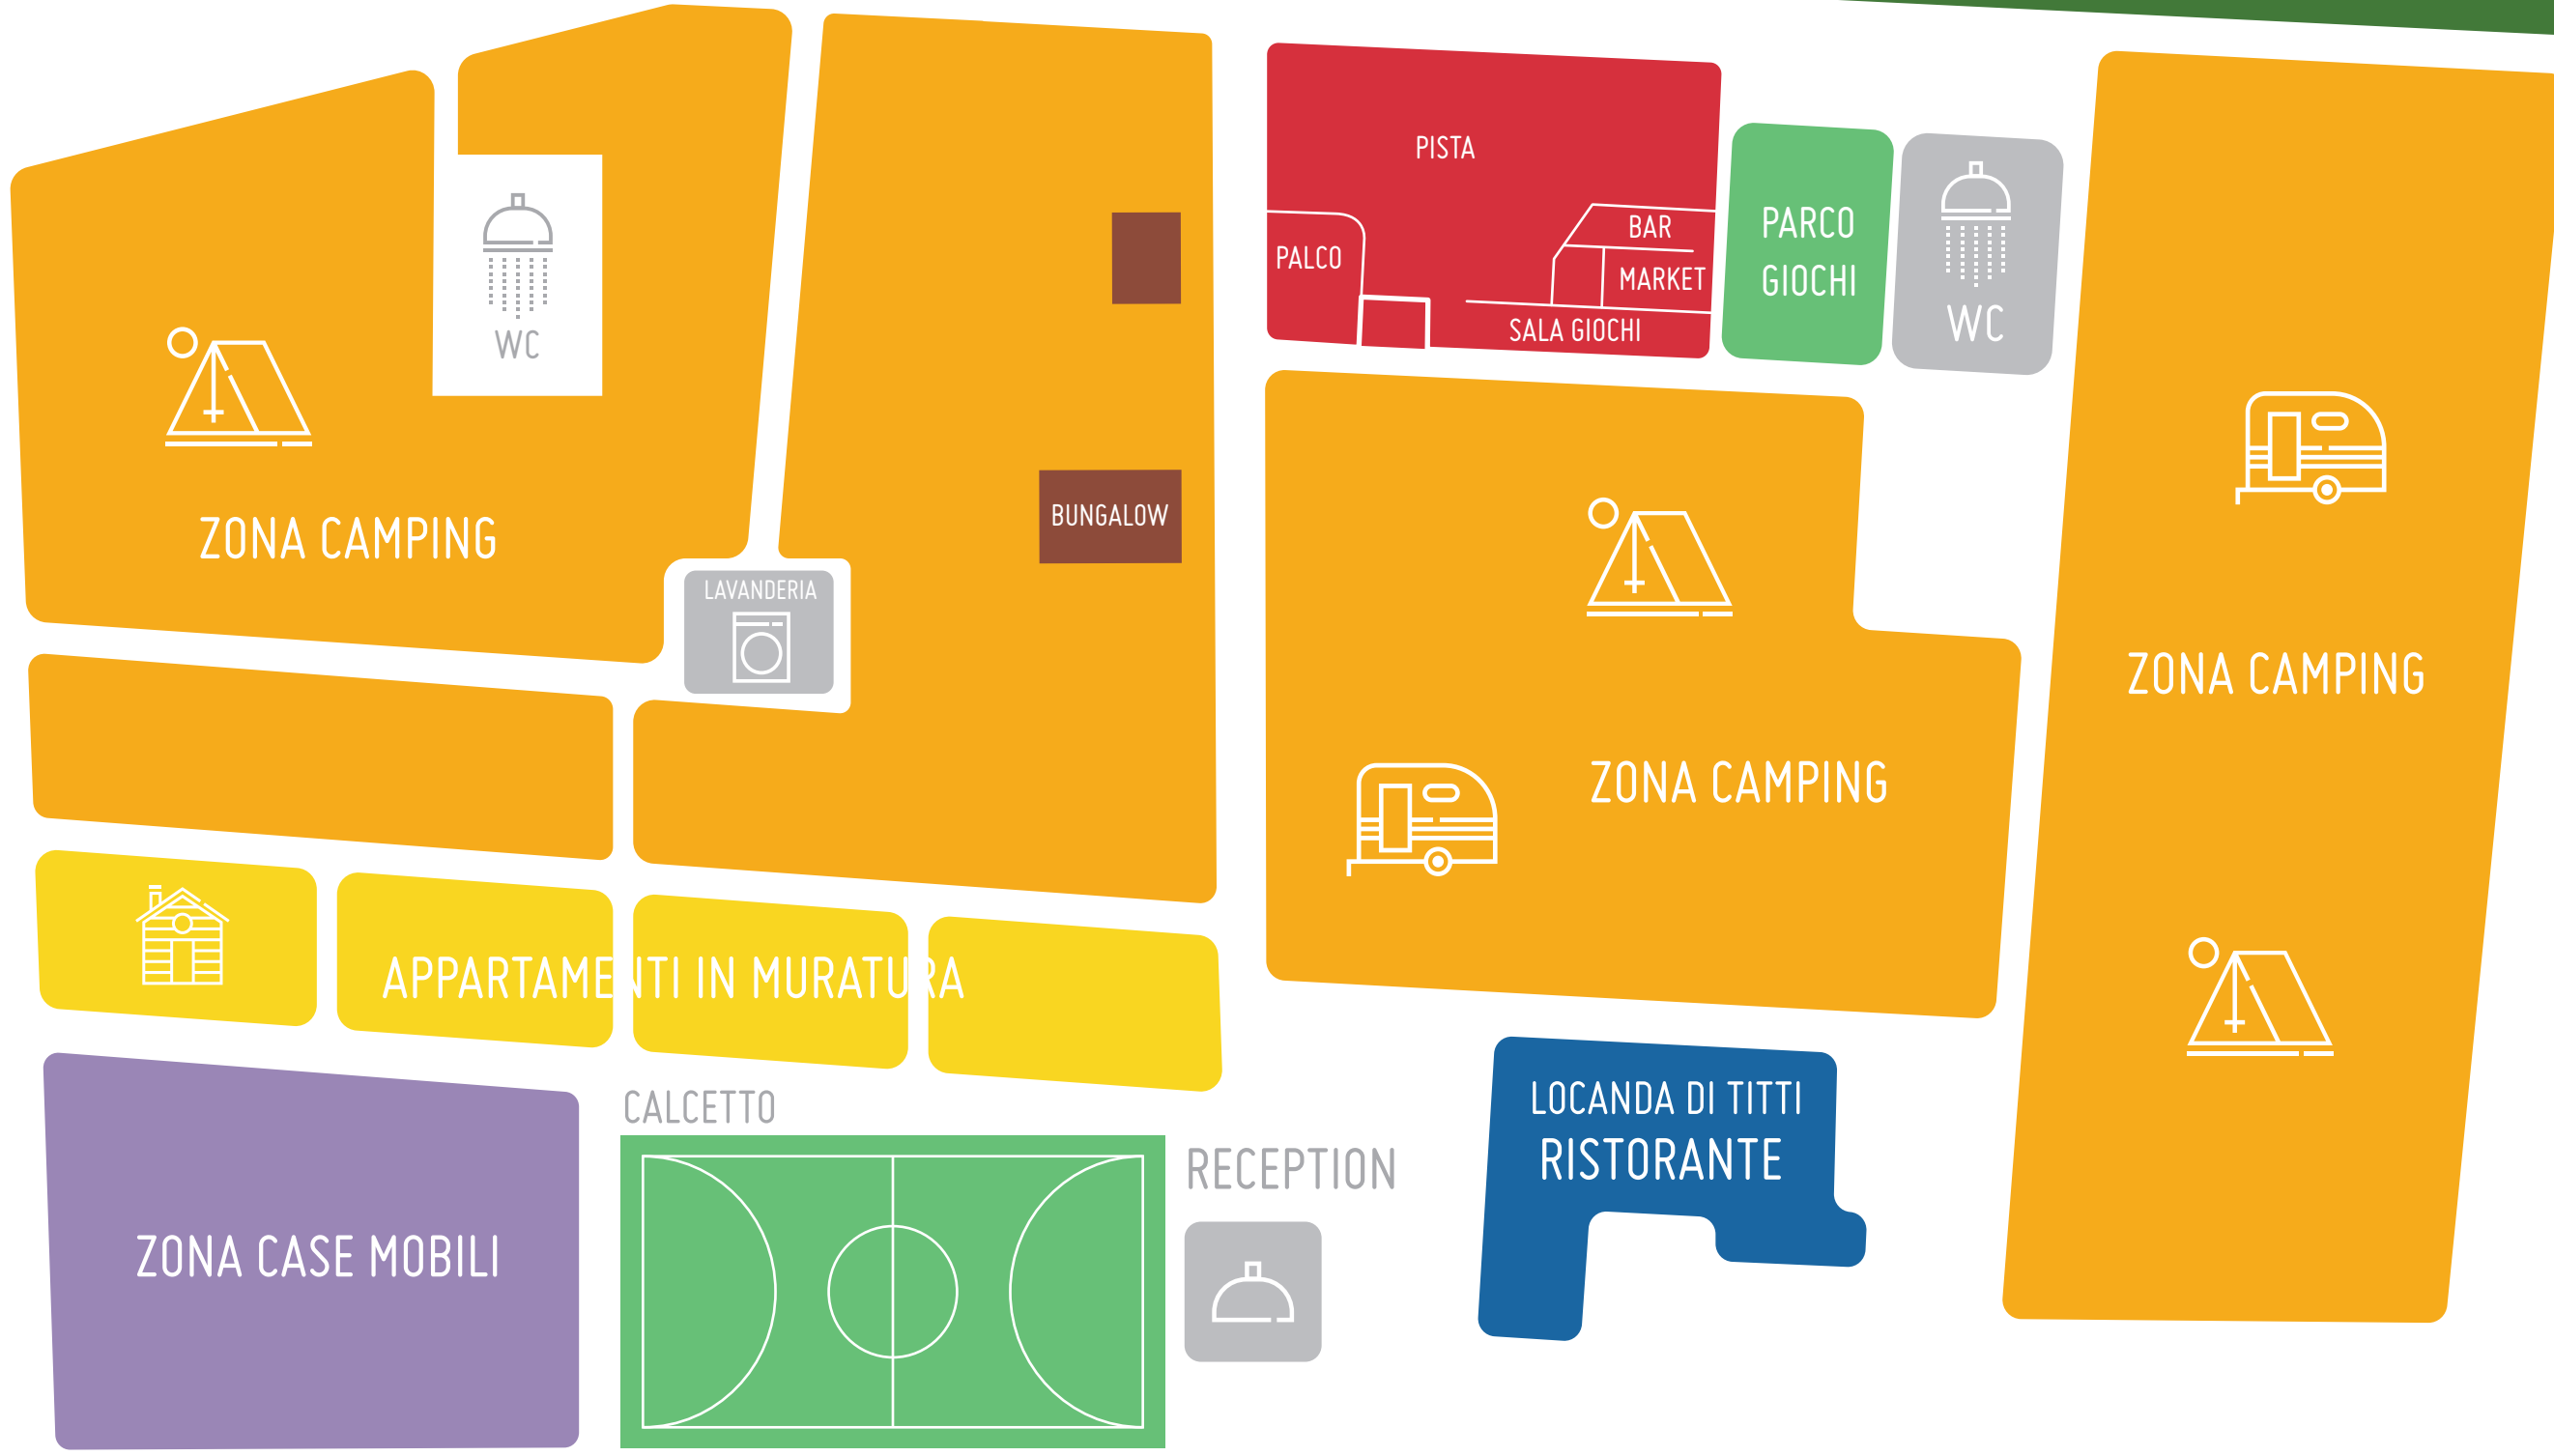 PISTA
BAR
PALCO
MARKET
SALA GIOCHI
PARCO
GIOCHI
WC
WC
ZONA CAMPING
BUNGALOW
LAVANDERIA
ZONA CAMPING
ZONA CAMPING
APPARTAMENTI IN MURATURA
CALCETTO
RECEPTION
LOCANDA DI TITTI
RISTORANTE
ZONA CASE MOBILI